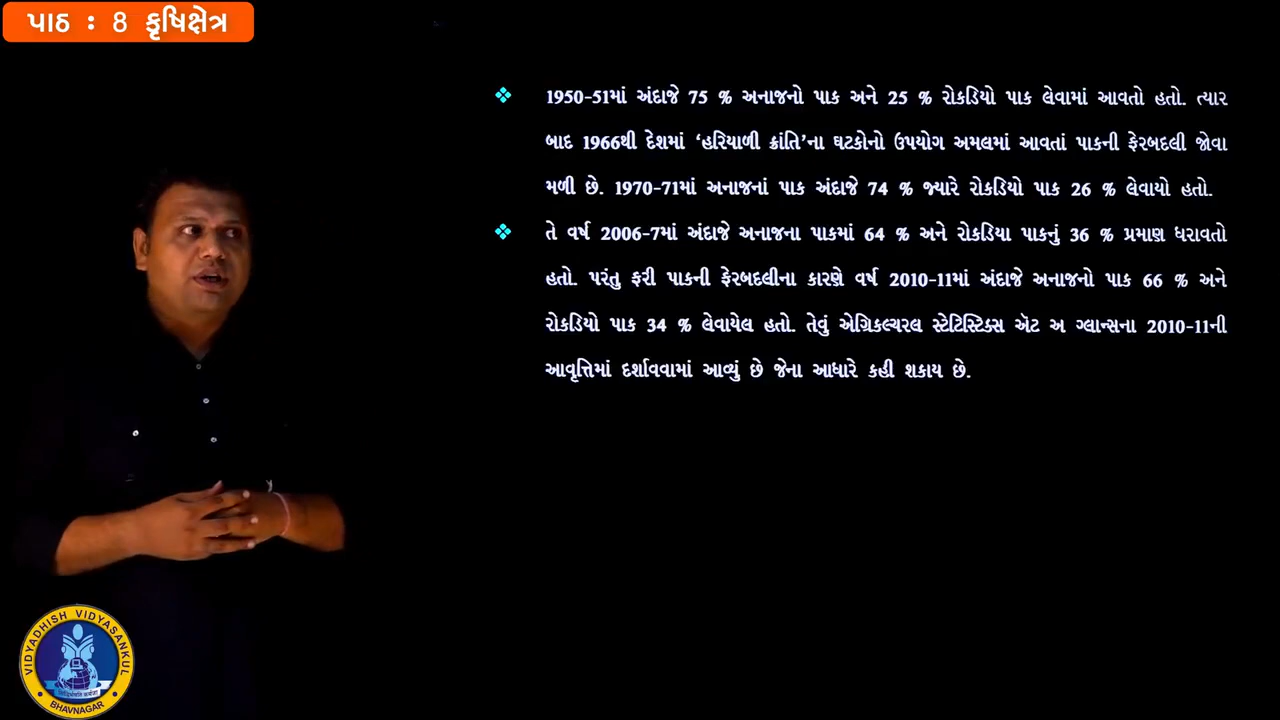 પાઠ : 8 કૃષિક્ષેત્ર
❖ 1950-51માં અંદાજે 75 % અનાજનો પાક અને 25 % રોકડિયો પાક લેવામાં આવતો હતો. ત્યાર
બાદ 1966થી દેશમાં ‘હરિયાળી ક્રાંતિ’ના ઘટકોનો ઉપયોગ અમલમાં આવતાં પાકની ફેરબદલી જોવા
મળી છે. 1970-71માં અનાજનાં પાક અંદાજે 74 % જ્યારે રોકડિયો પાક 26 % લેવાયો હતો.
❖ તે વર્ષ 2006-7માં અંદાજે અનાજના પાકમાં 64 % અને રોકડિયા પાકનું 36 % પ્રમાણ ધરાવતો
હતો. પરંતુ ફરી પાકની ફેરબદલીના કારણે વર્ષ 2010-11માં અંદાજે અનાજનો પાક 66 % અને
રોકડિયો પાક 34 % લેવાયેલ હતો. તેવું એગ્રિકલ્ચરલ સ્ટેટિસ્ટિક્સ ઍટ અ ગ્લાન્સના 2010-11ની
આવૃત્તિમાં દર્શાવવામાં આવ્યું છે જેના આધારે કહી શકાય છે.
VIDYADHISH VIDYASANKUL
BHAVNAGAR